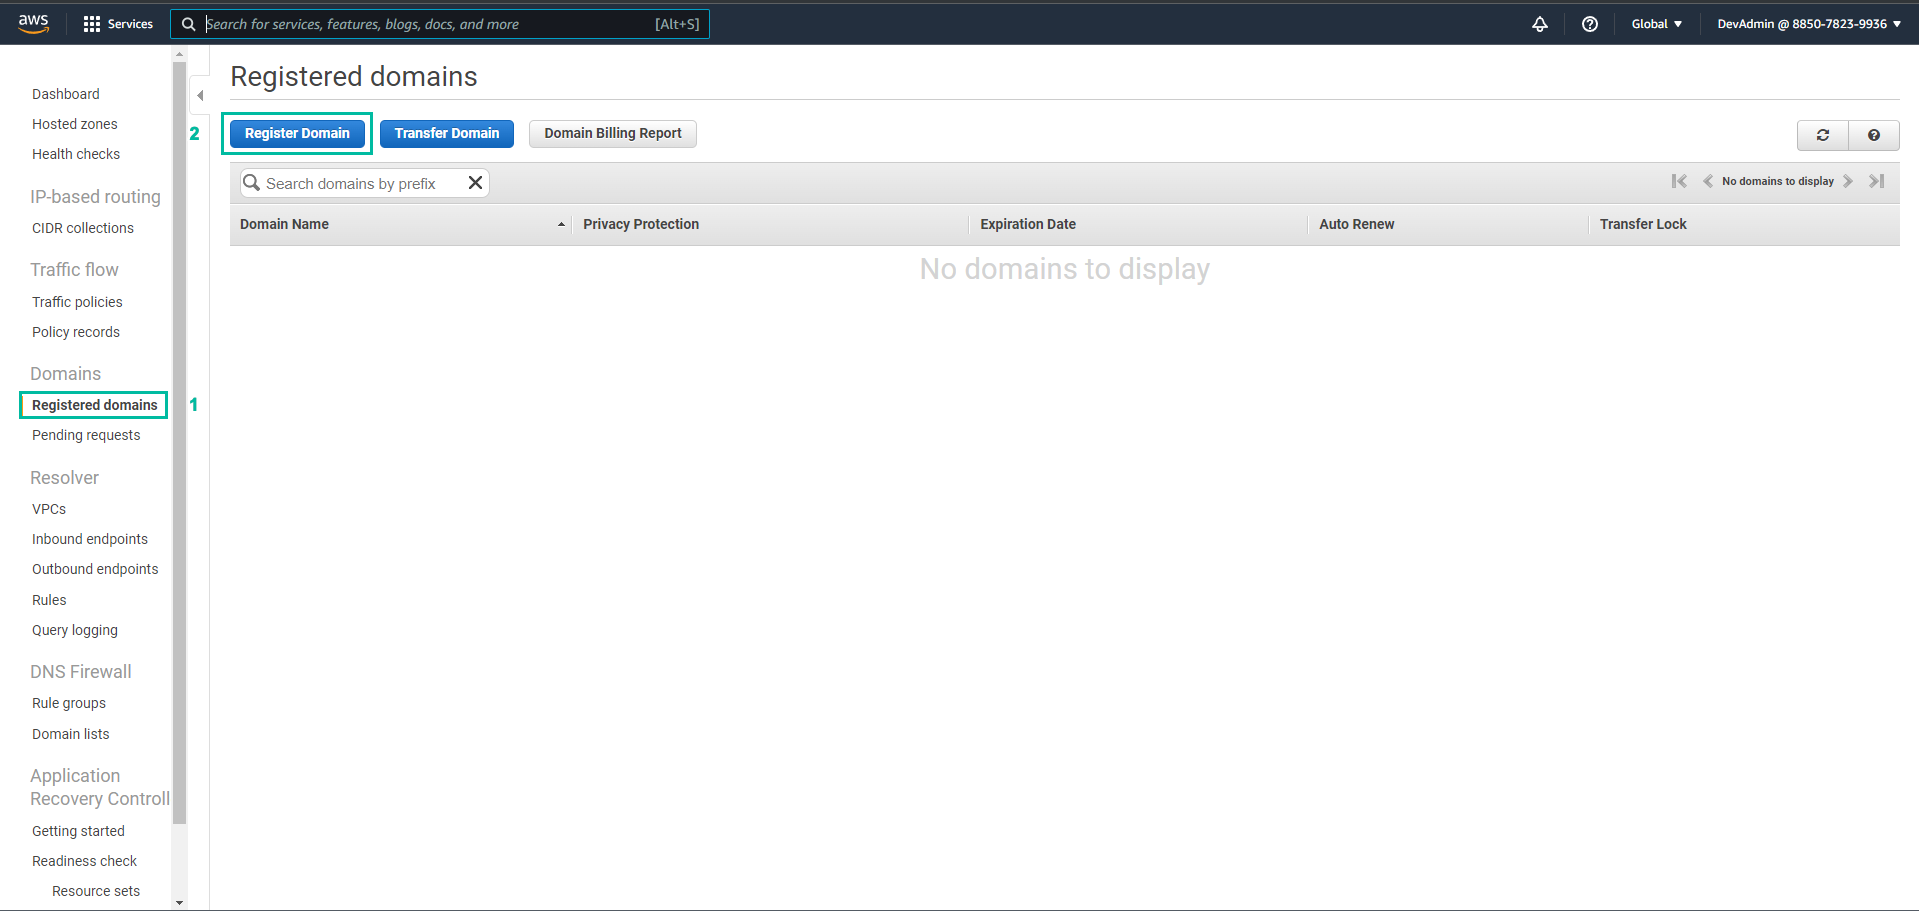 aws
Services
Search for services, features, blogs, docs, and more
[Alt+S]
Global
DevAdmin @ 8850-7823-9936
Dashboard
Hosted zones
Health checks
IP-based routing
CIDR collections
Traffic flow
Traffic policies
Policy records
Domains
Registered domains
1
Pending requests
Resolver
VPCs
Inbound endpoints
Outbound endpoints
Rules
Query logging
DNS Firewall
Rule groups
Domain lists
Application
Recovery Controll
Getting started
Readiness check
Resource sets
Registered domains
2
Register Domain
Transfer Domain
Domain Billing Report
Search domains by prefix
No domains to display
Domain Name
Privacy Protection
Expiration Date
Auto Renew
Transfer Lock
No domains to display